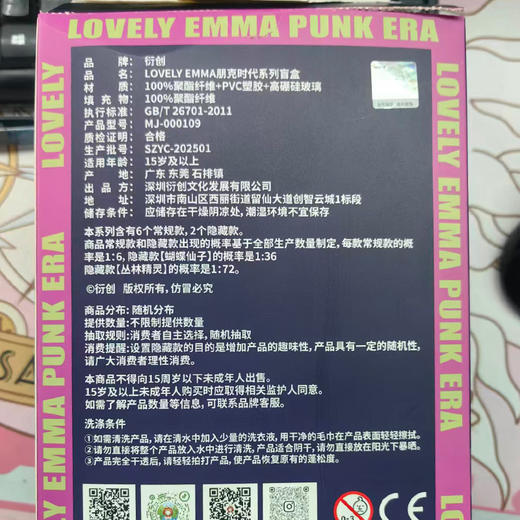 LOVELY EMMA PUNK ERA
LOVELY
EMMA PUNK ERA
LOVELY EMMA PUNK ERA
品 牌: 衍创
品 名: LOVELY EMMA朋克时代系列盲盒
材 质: 100%聚酯纤维+PVC塑胶+高硼硅玻璃
填 充 物: 100%聚酯纤维
执行标准: GB/T 26701-2011
产品型号: MJ-000109
质检证明: 合格
生产批号: SZYC-202501
适用年龄: 15岁及以上
产 地: 广东 东莞 石排镇
出 品 方: 深圳衍创文化发展有限公司
地 址: 深圳市南山区西丽街道留仙大道创智云城1栋
储存条件: 应储存在干燥阴凉处, 潮湿环境不宜保存
本系列含有6个常规款, 2个隐藏款。
商品常规款和隐藏款出现的概率基于全部生产数量制定, 每款常规款的概
率是1:6, 隐藏款【蝴蝶仙子】的概率是1:36
隐藏款【丛林精灵】的概率是1:72。
©衍创 版权所有, 仿冒必究
商品分布: 随机分布
提供数量: 不限制提供数量
抽取规则: 消费者自主选择, 随机抽取
消费提醒: 设置隐藏款的目的是增加产品的趣味性, 产品具有一定的随机性,
请广大消费者理性消费。
本商品不得向15周岁以下未成年人出售。
15岁及以上未成年人购买时应取得相关监护人同意。
如需了解产品数量等信息, 可联系品牌客服。
洗涤条件
①如需清洗产品, 请在清水中加入少量的洗衣液, 用干净的毛巾在产品表面轻轻擦拭。
②请勿直接将整个产品放入水中进行清洗, 产品适合阴干, 请勿直接放在阳光下暴晒。
③产品完全干透后, 请轻轻拍打产品, 使产品恢复原有的蓬松度。
0-3
CE